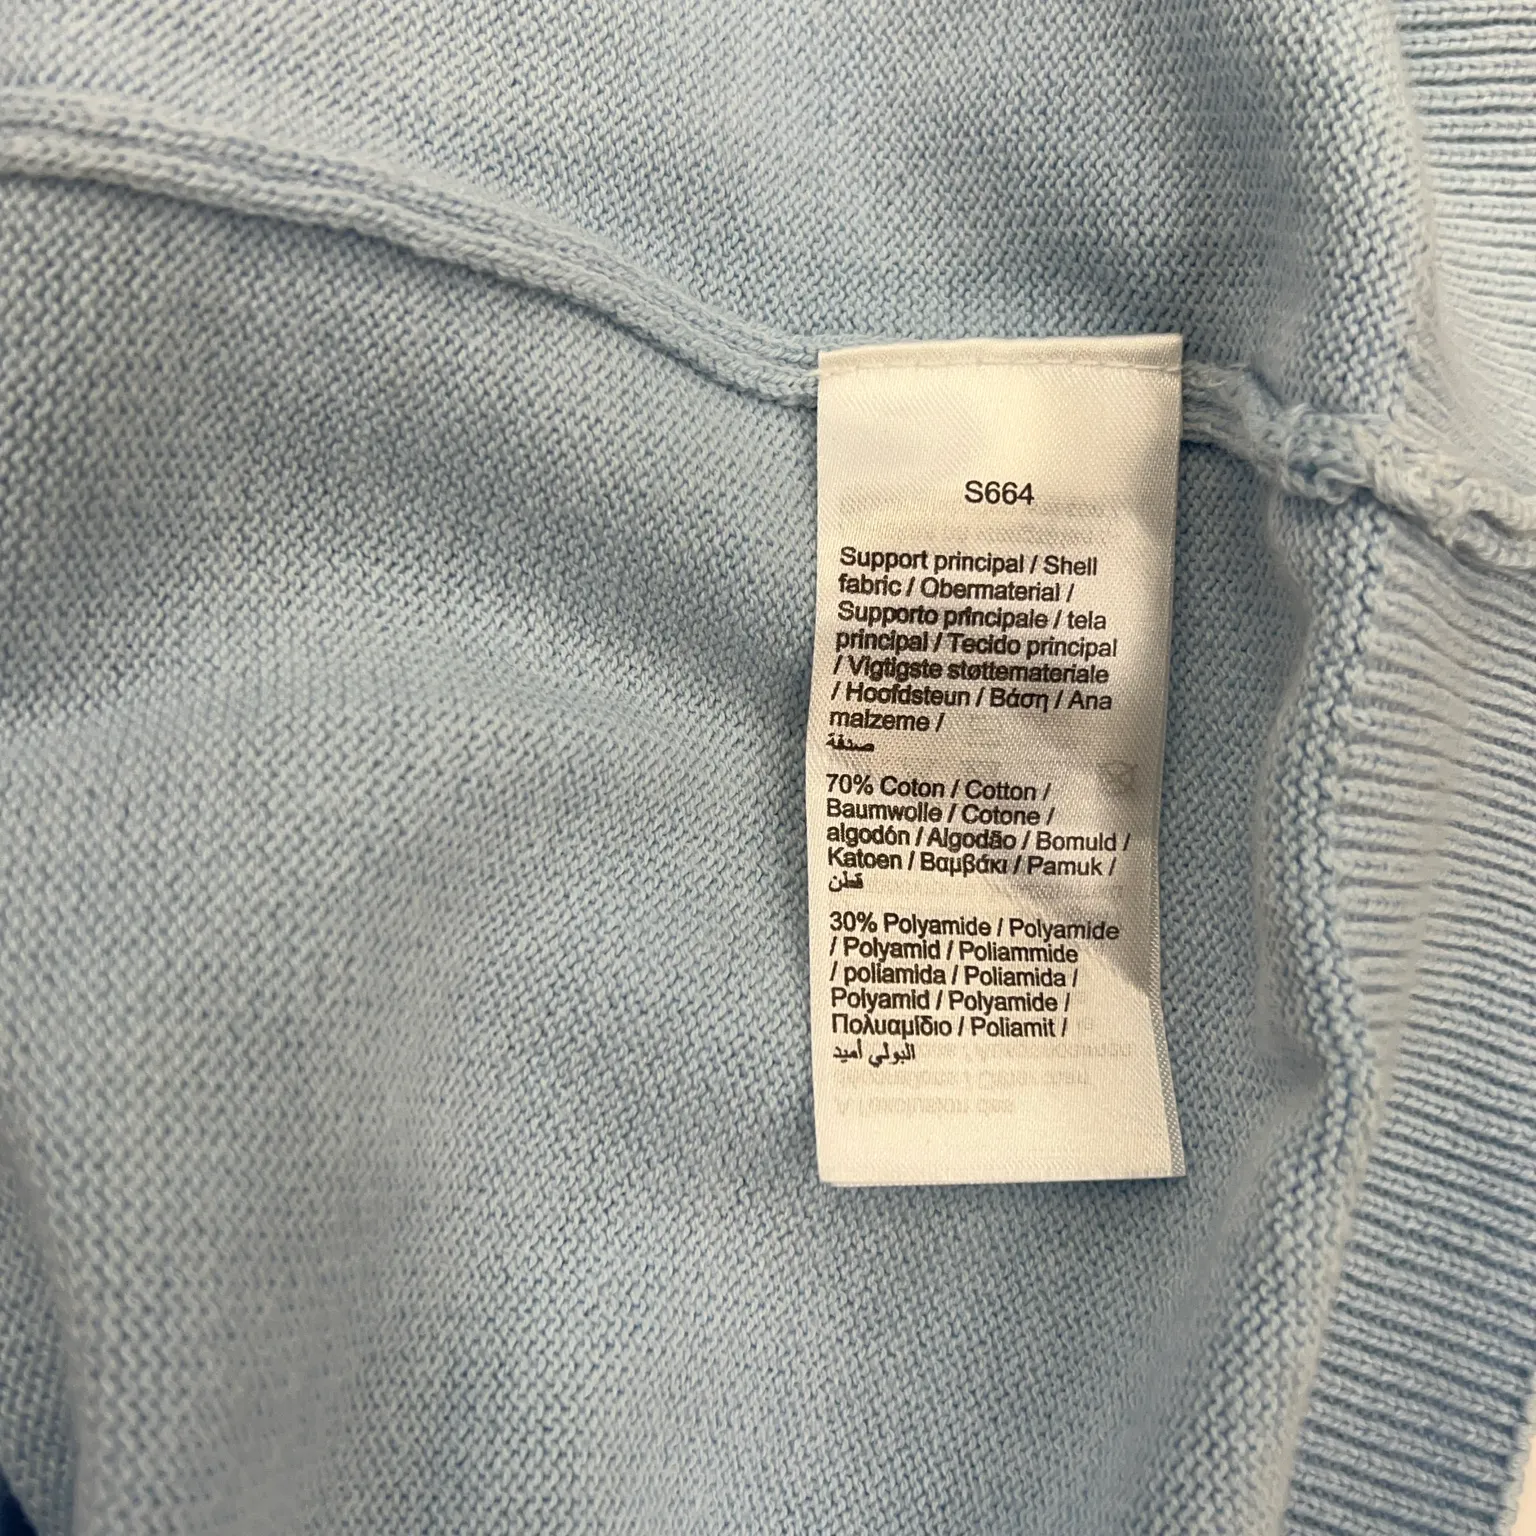 S664
Support principal / Shell
fabric / Obermaterial /
Supporto principale / tela
principal / Tecido principal
/ Vigtigste støttemateriale
/ Hoofdsteun / Βάση / Ana
malzeme /
صدفة
70% Coton / Cotton /
Baumwolle / Cotone /
algodón / Algodão / Bomuld /
Katoen / Βαμβάκι / Pamuk /
قطن
30% Polyamide / Polyamide
/ Polyamid / Poliammide
/ poliamida / Poliamida /
Polyamid / Polyamide /
Πολυαμίδιο / Poliamit /
البولي أميد